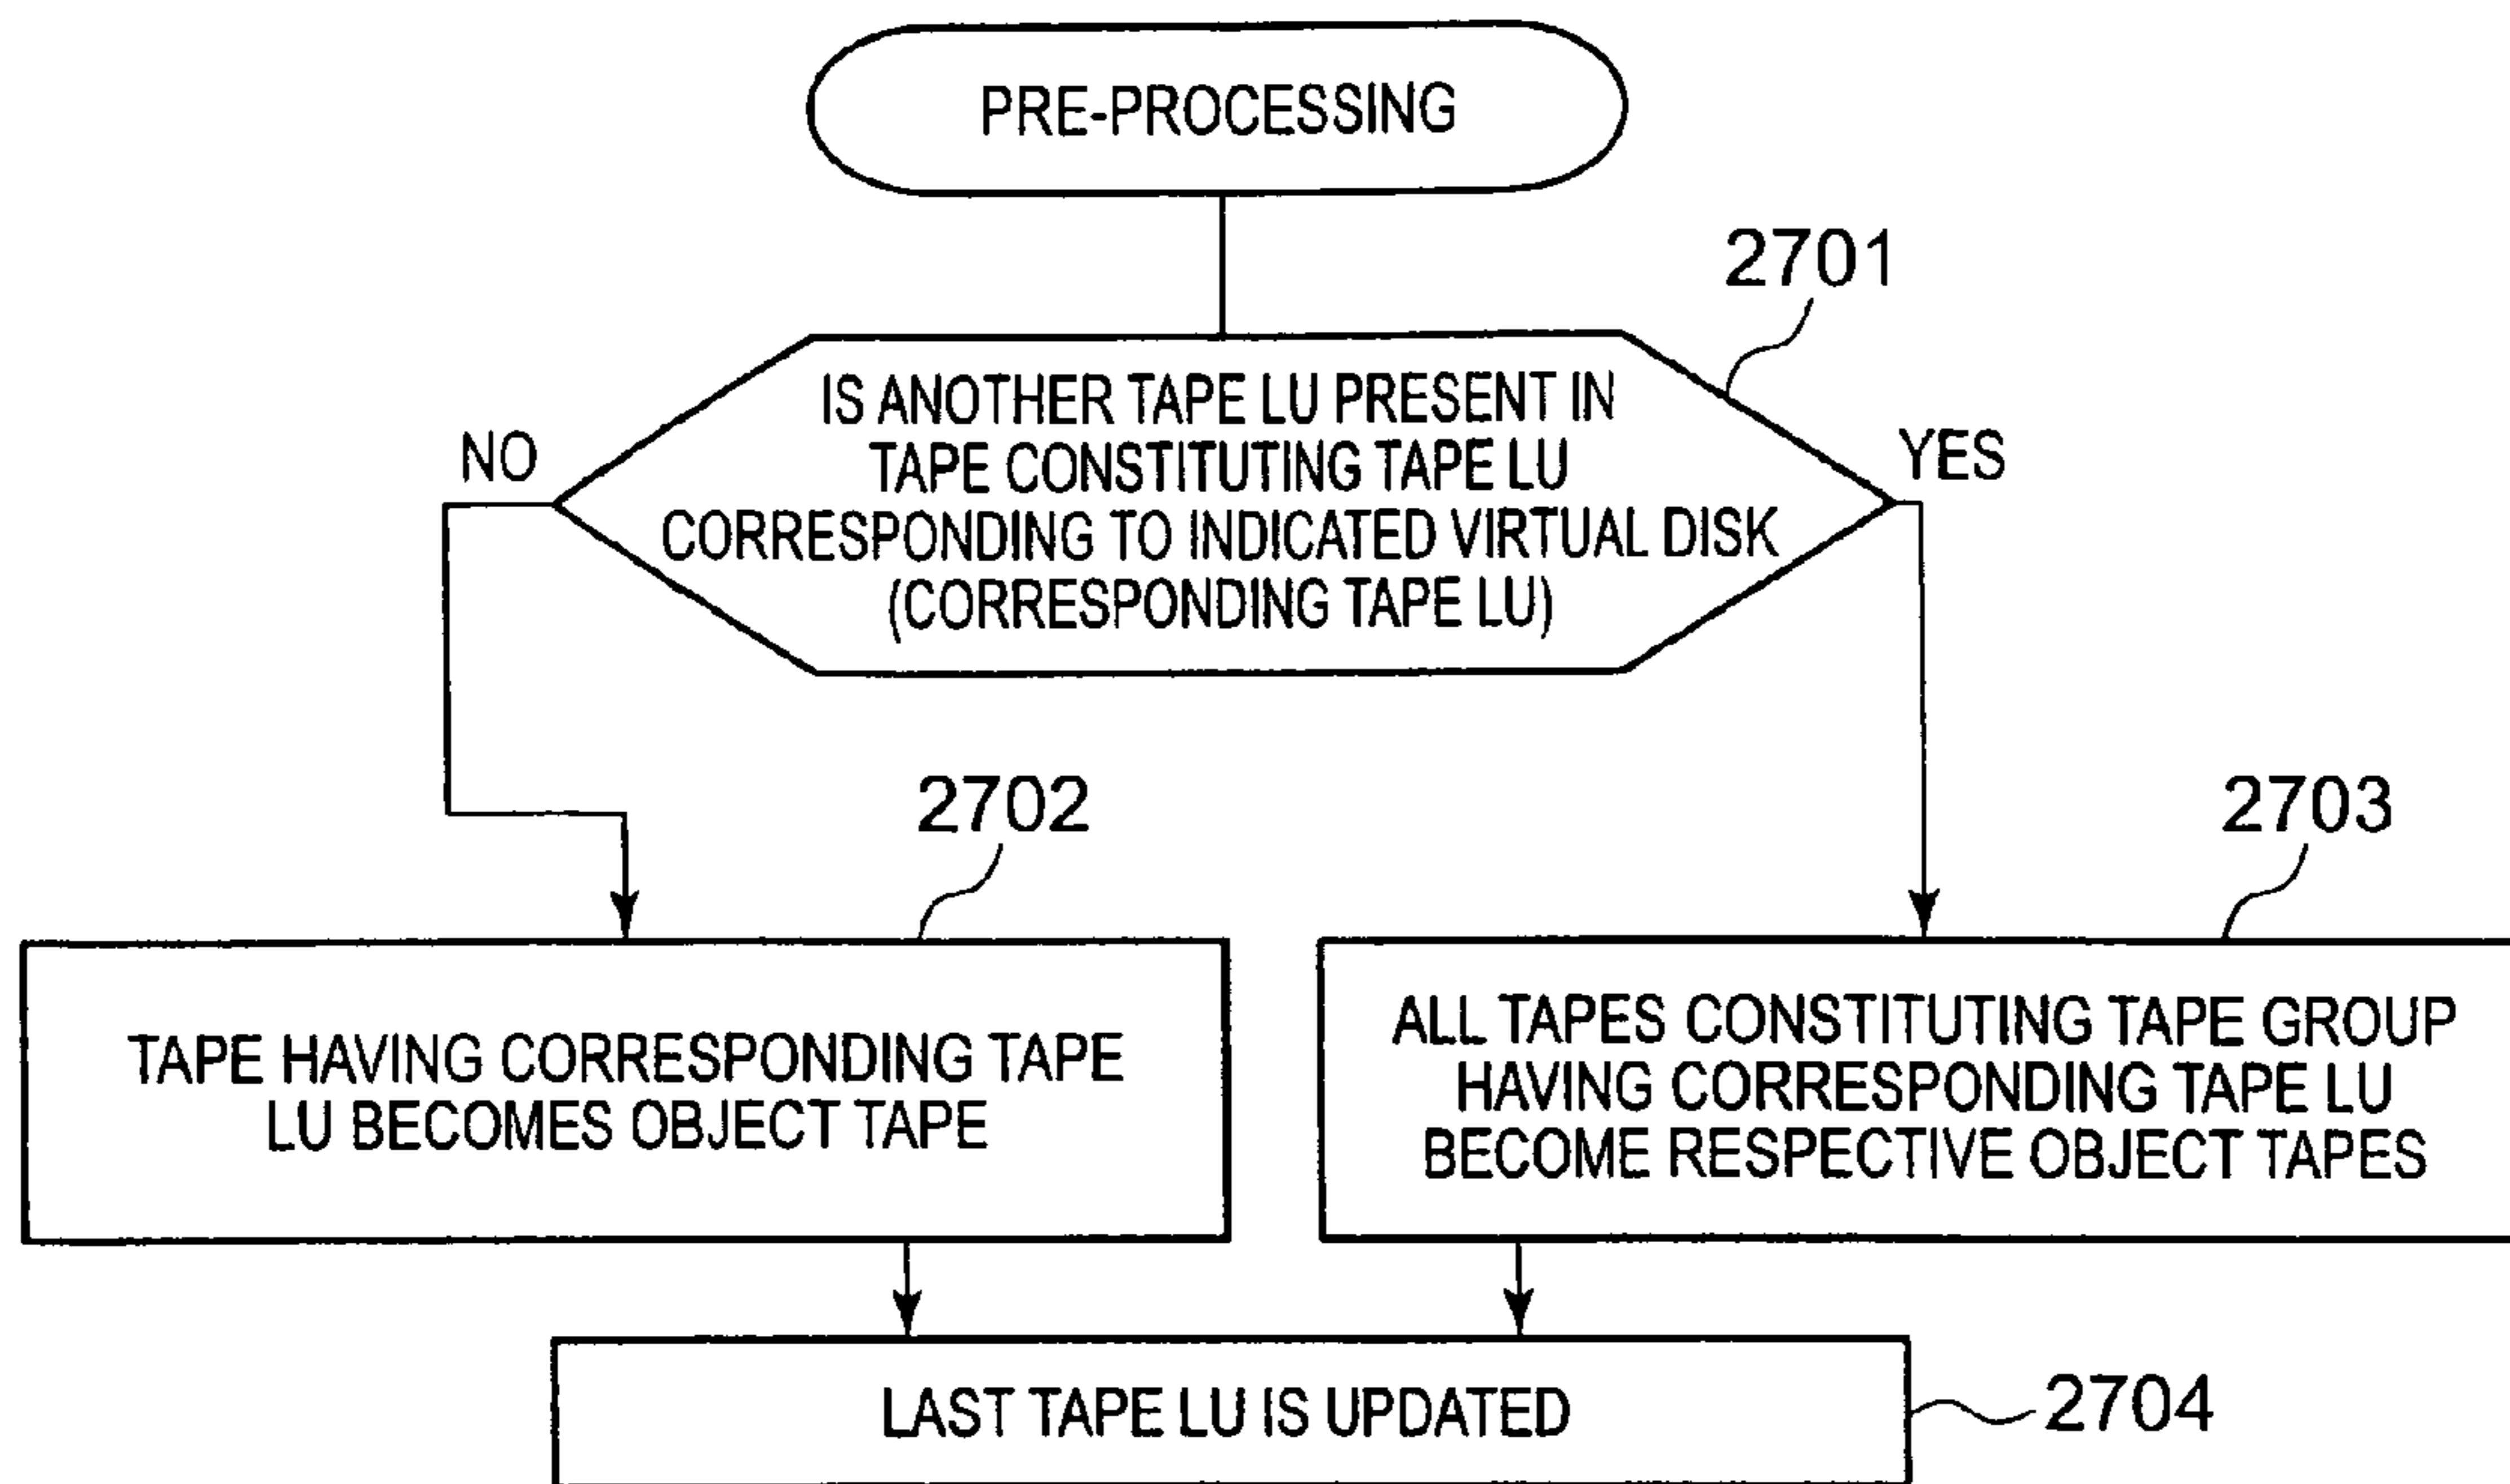 PRE-PROCESSING
2701
IS ANOTHER TAPE LU PRESENT IN
TAPE CONSTITUTING TAPE LU
CORRESPONDING TO INDICATED VIRTUAL DISK
(CORRESPONDING TAPE LU)
NO
YES
2702
2703
TAPE HAVING CORRESPONDING TAPE
LU BECOMES OBJECT TAPE
ALL TAPES CONSTITUTING TAPE GROUP
HAVING CORRESPONDING TAPE LU
BECOME RESPECTIVE OBJECT TAPES
LAST TAPE LU IS UPDATED
2704